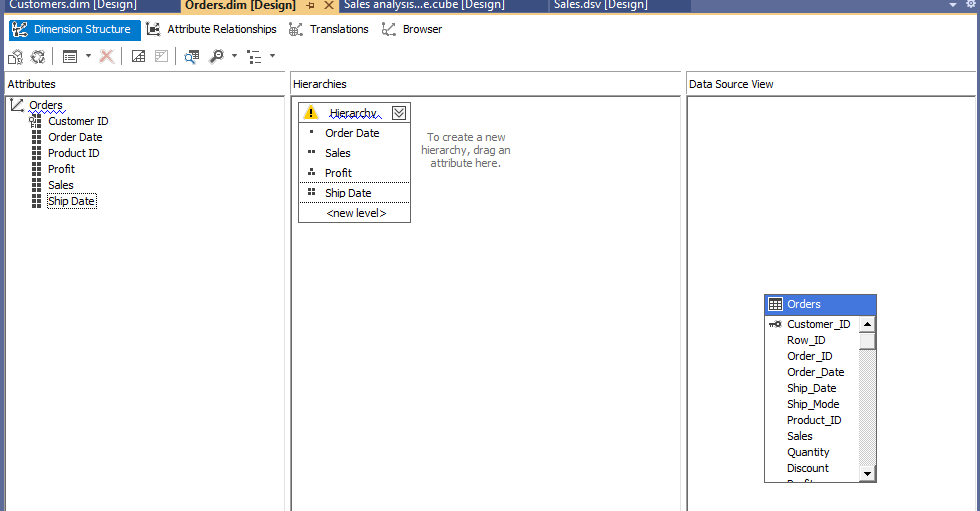 Customers.dim [Design]
Orders.dim [Design]
Sales analysis...e.cube [Design]
Sales.dsv [Design]
Dimension Structure
Attribute Relationships
Translations
Browser
Attributes
Orders
Customer ID
Order Date
Product ID
Profit
Sales
Ship Date
Hierarchies
Hierarchy
Order Date
Sales
Profit
Ship Date
<new level>
To create a new
hierarchy, drag an
attribute here.
Data Source View
Orders
Customer_ID
Row_ID
Order_ID
Order_Date
Ship_Date
Ship_Mode
Product_ID
Sales
Quantity
Discount